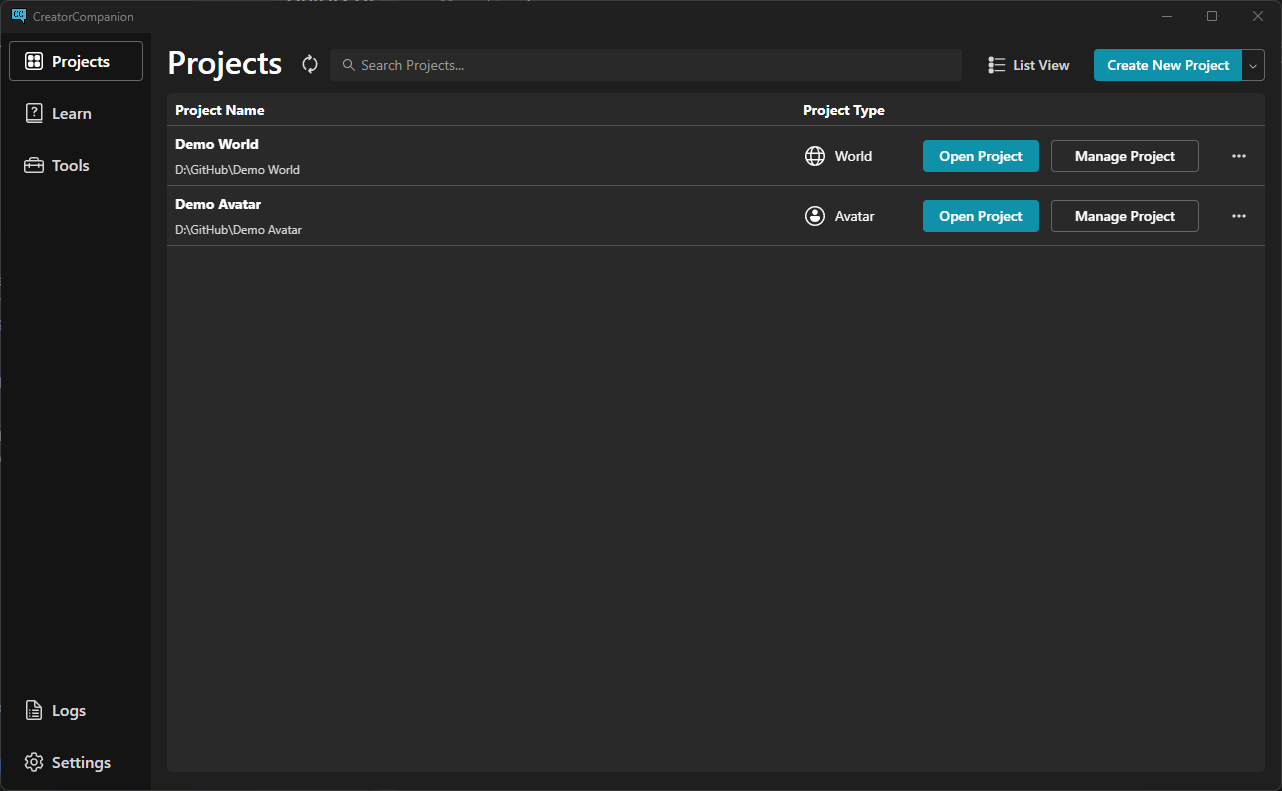 CreatorCompanion
Projects
Learn
Tools
Logs
Settings
Projects
Search Projects...
List View
Create New Project
Project Name Project Type
Demo World
D:\GitHub\Demo World
World Open Project Manage Project
Demo Avatar
D:\GitHub\Demo Avatar
Avatar Open Project Manage Project